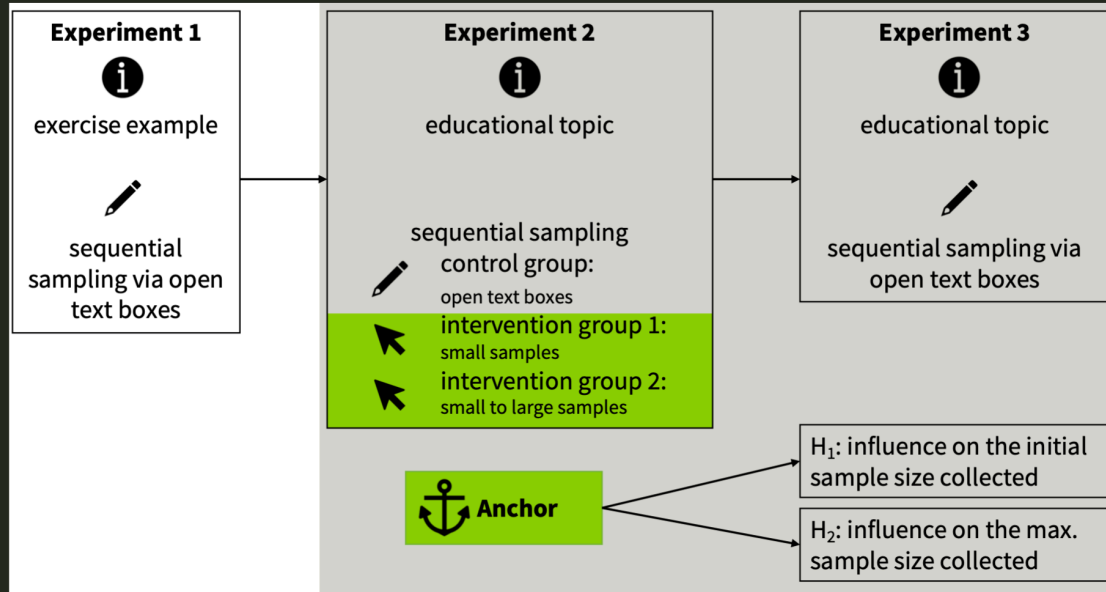 Experiment 1
exercise example
sequential
sampling via open
text boxes
Experiment 2
educational topic
sequential sampling
control group:
open text boxes
intervention group 1:
small samples
intervention group 2:
small to large samples
Experiment 3
educational topic
sequential sampling via
open text boxes
Anchor
H₁: influence on the initial
sample size collected
H₂: influence on the max.
sample size collected